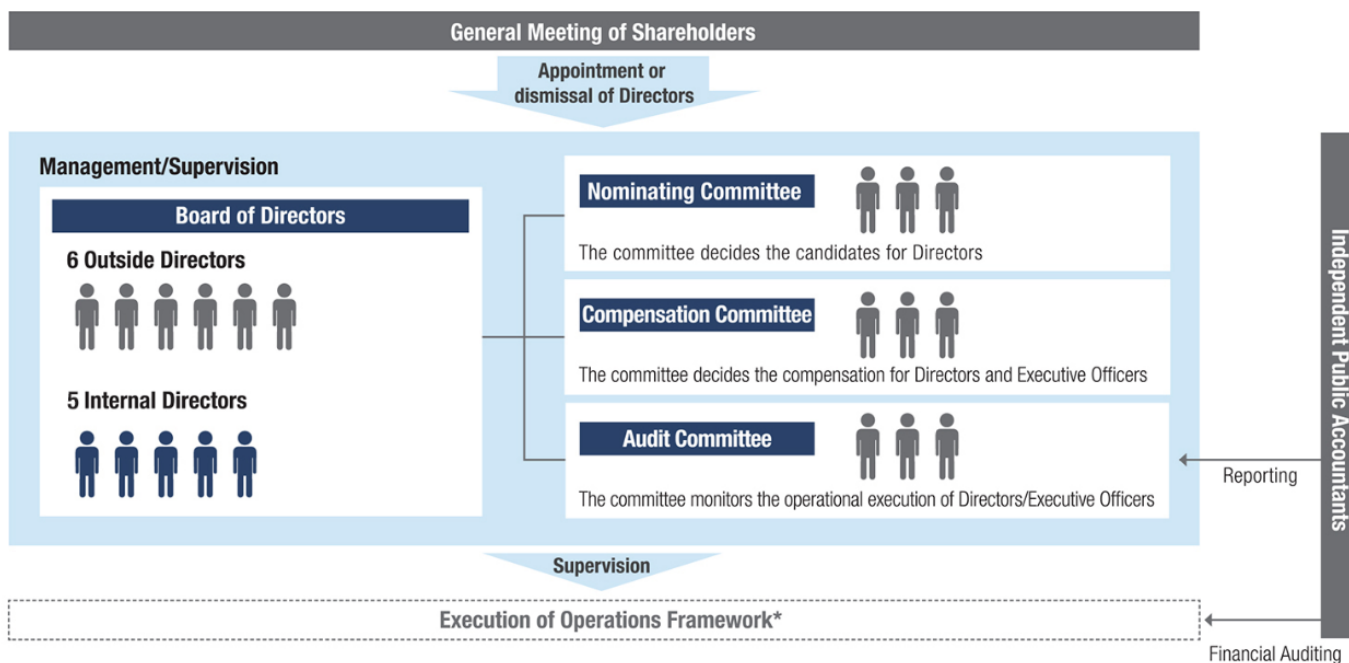 General Meeting of Shareholders
Appointment or
dismissal of Directors
Management/Supervision
Board of Directors
6 Outside Directors
5 Internal Directors
Nominating Committee
The committee decides the candidates for Directors
Compensation Committee
The committee decides the compensation for Directors and Executive Officers
Audit Committee
The committee monitors the operational execution of Directors/Executive Officers
Independent Public Accountants
Reporting
Supervision
Execution of Operations Framework*
Financial Auditing